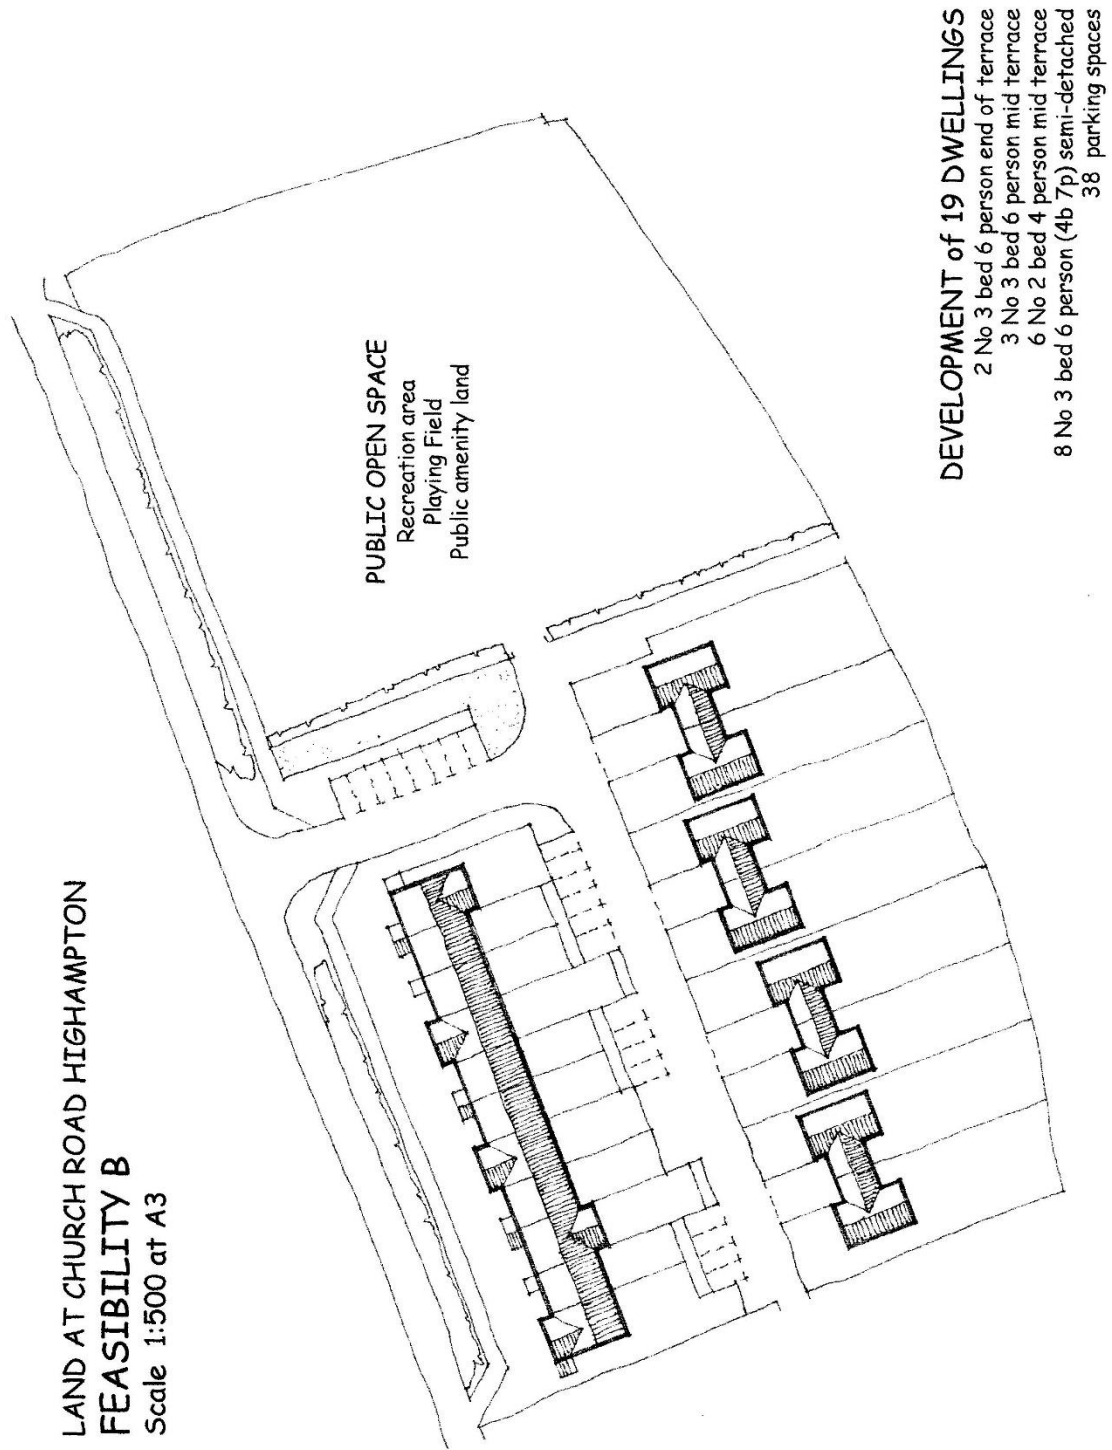 LAND AT CHURCH ROAD HIGHAMPTON
FEASIBILITY B
Scale 1:500 at A3
PUBLIC OPEN SPACE
Recreation area
Playing Field
Public amenity land
DEVELOPMENT of 19 DWELLINGS
2 No 3 bed 6 person end of terrace
3 No 3 bed 6 person mid terrace
6 No 2 bed 4 person mid terrace
8 No 3 bed 6 person (4b 7p) semi-detached
38 parking spaces